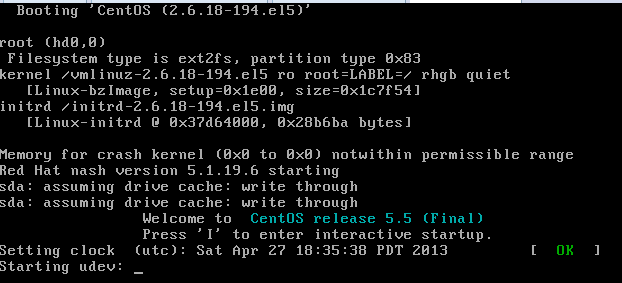 Booting 'CentOS (2.6.18-194.el5)'
root (hd0,0)
Filesystem type is ext2fs, partition type 0x83
kernel /vmlinuz-2.6.18-194.el5 ro root=LABEL=/ rhgb quiet
[Linux-bzImage, setup=0x1e00, size=0x1c7f54]
initrd /initrd-2.6.18-194.el5.img
[Linux-initrd @ 0x37d64000, 0x28b6ba bytes]
Memory for crash kernel (0x0 to 0x0) notwithin permissible range
Red Hat nash version 5.1.19.6 starting
sda: assuming drive cache: write through
sda: assuming drive cache: write through
Welcome to CentOS release 5.5 (Final)
Press 'I' to enter interactive startup.
Setting clock (utc): Sat Apr 27 18:35:38 PDT 2013 [ OK ]
Starting udev: _